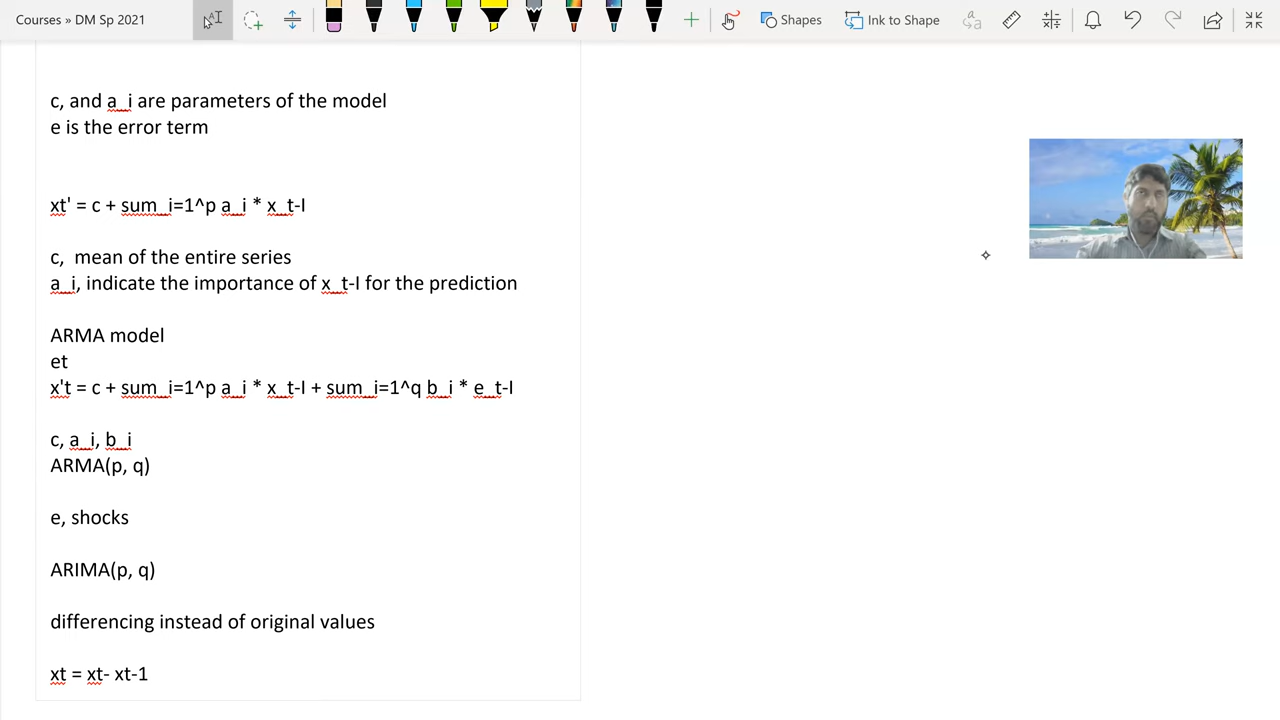 Courses » DM Sp 2021
Shapes
Ink to Shape
c, and a_i are parameters of the model
e is the error term
xt' = c + sum_i=1^p a_i * x_t-I
c,  mean of the entire series
a_i, indicate the importance of x_t-I for the prediction
ARMA model
et
x't = c + sum_i=1^p a_i * x_t-I + sum_i=1^q b_i * e_t-I
c, a_i, b_i
ARMA(p, q)
e, shocks
ARIMA(p, q)
differencing instead of original values
xt = xt- xt-1